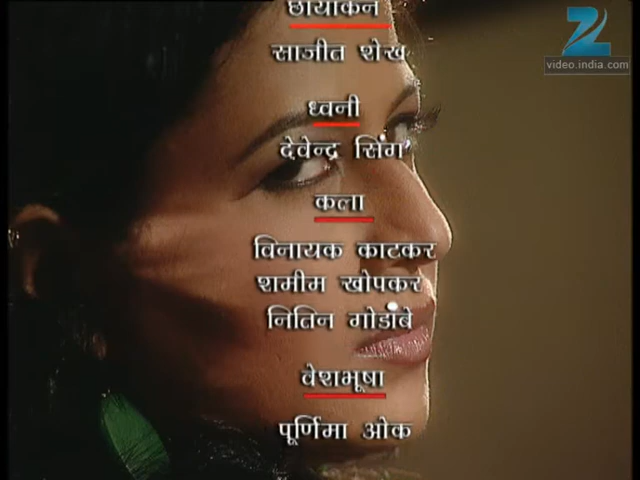 छायांकन
साजीत शेख
ध्वनी
देवेन्द्र सिंग
कला
विनायक काटकर
शमीम खोपकर
नितिन गोडांबे
वेशभूषा
पूर्णिमा ओक
Z
video.india.com